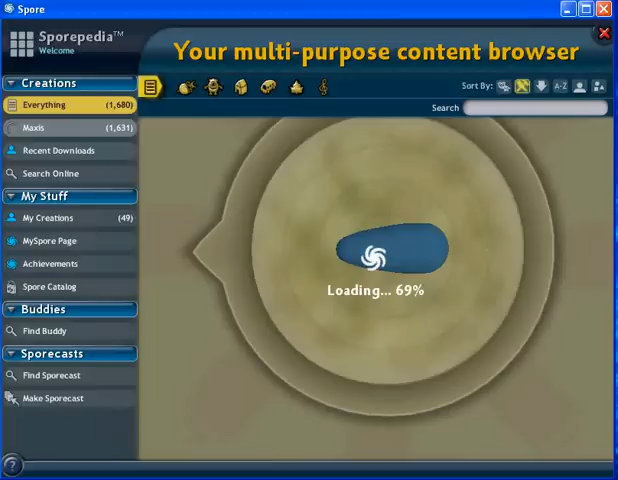 Spore
Sporepedia™
Welcome
Your multi-purpose content browser
Sort By:
A-Z
Search
Creations
Everything (1,680)
Maxis (1,631)
Recent Downloads
Search Online
My Stuff
My Creations (49)
MySpore Page
Achievements
Spore Catalog
Buddies
Find Buddy
Sporecasts
Find Sporecast
Make Sporecast
Loading... 69%
?